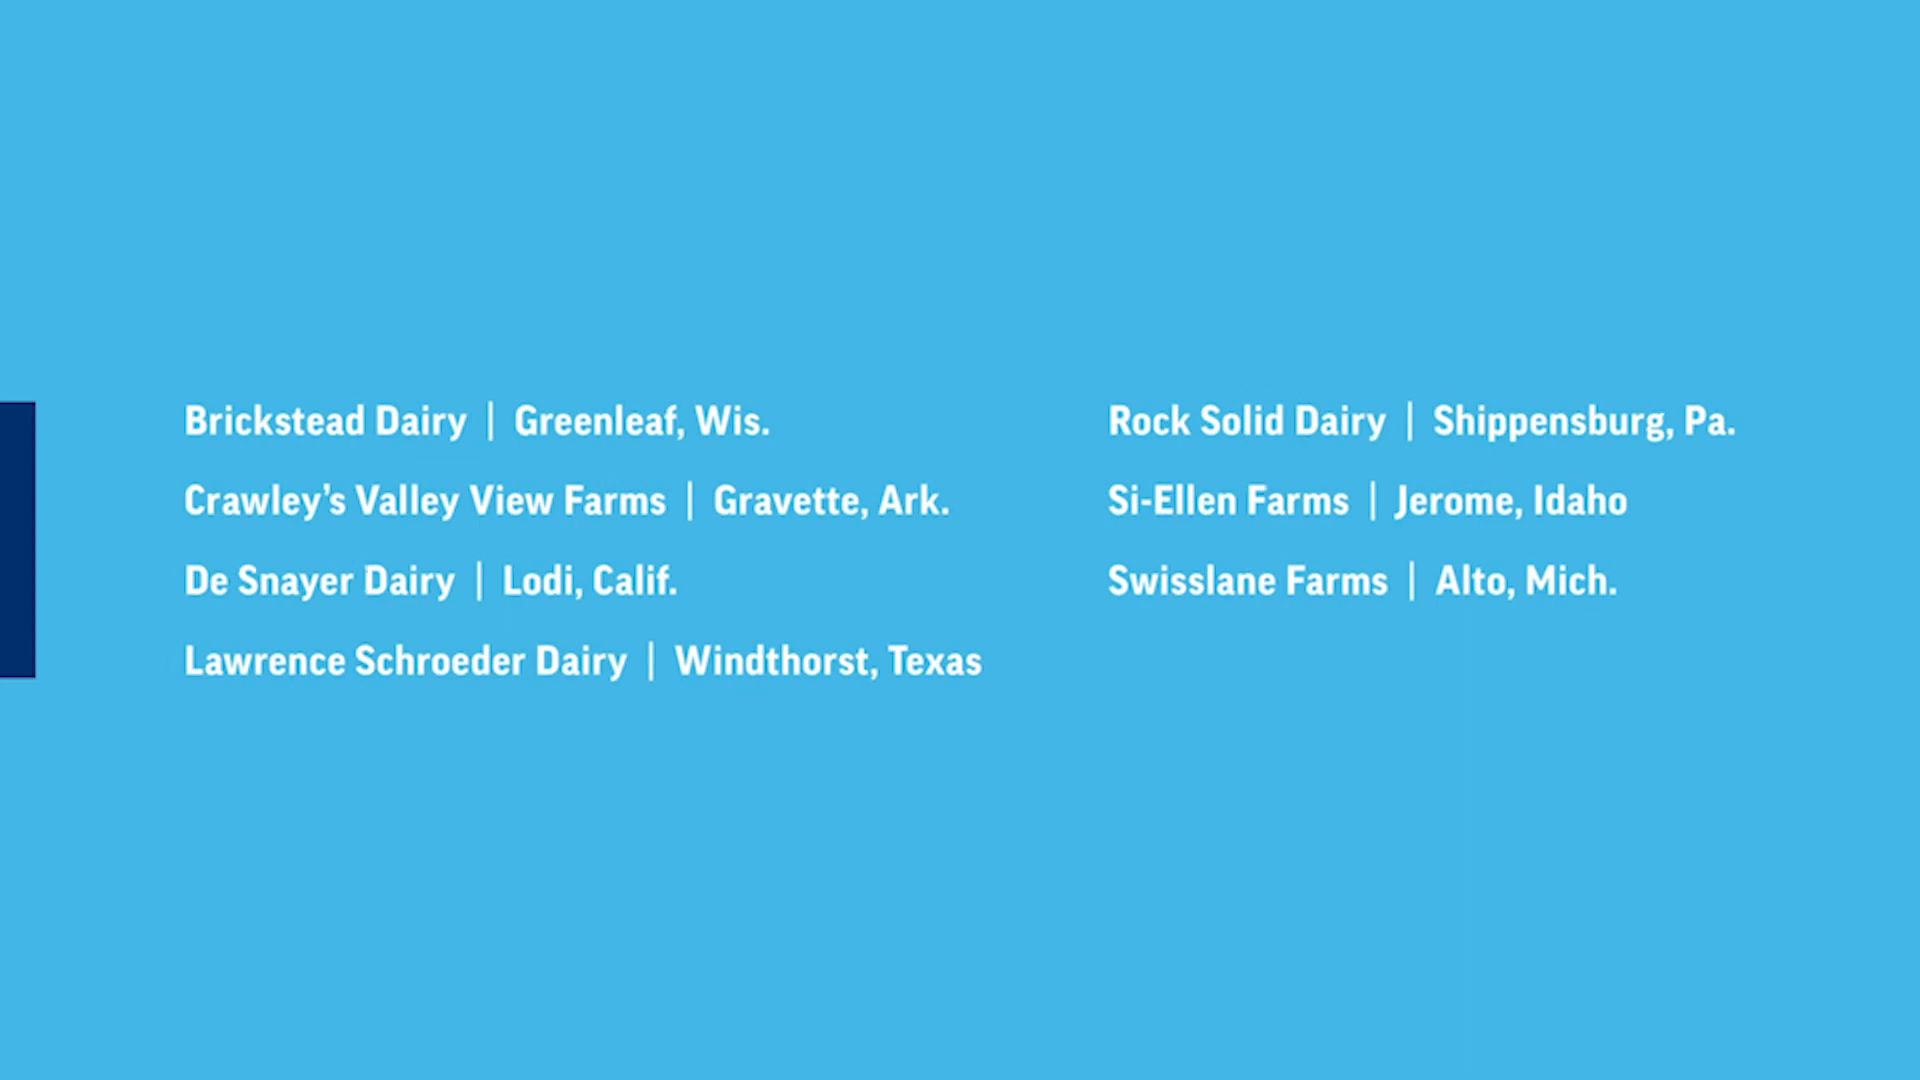 Brickstead Dairy | Greenleaf, Wis.
Crawley’s Valley View Farms | Gravette, Ark.
De Snayer Dairy | Lodi, Calif.
Lawrence Schroeder Dairy | Windthorst, Texas
Rock Solid Dairy | Shippensburg, Pa.
Si-Ellen Farms | Jerome, Idaho
Swisslane Farms | Alto, Mich.